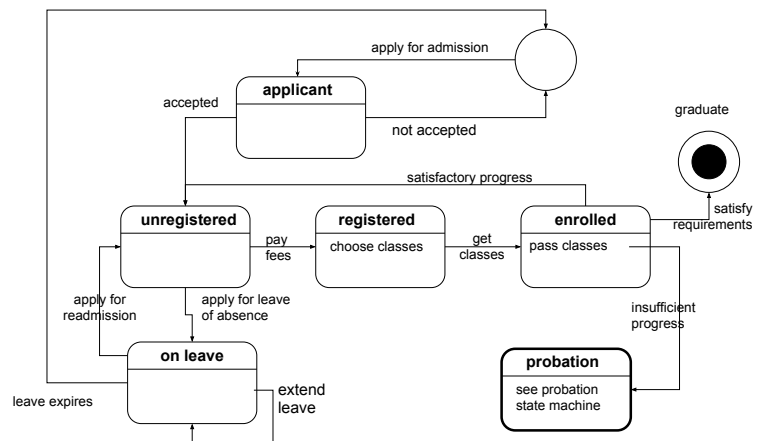 apply for admission
applicant
accepted
not accepted
graduate
satisfactory progress
unregistered
registered
enrolled
choose classes
pass classes
pay
fees
get
classes
satisfy
requirements
apply for
readmission
apply for leave
of absence
insufficient
progress
on leave
probation
see probation
state machine
extend
leave
leave expires